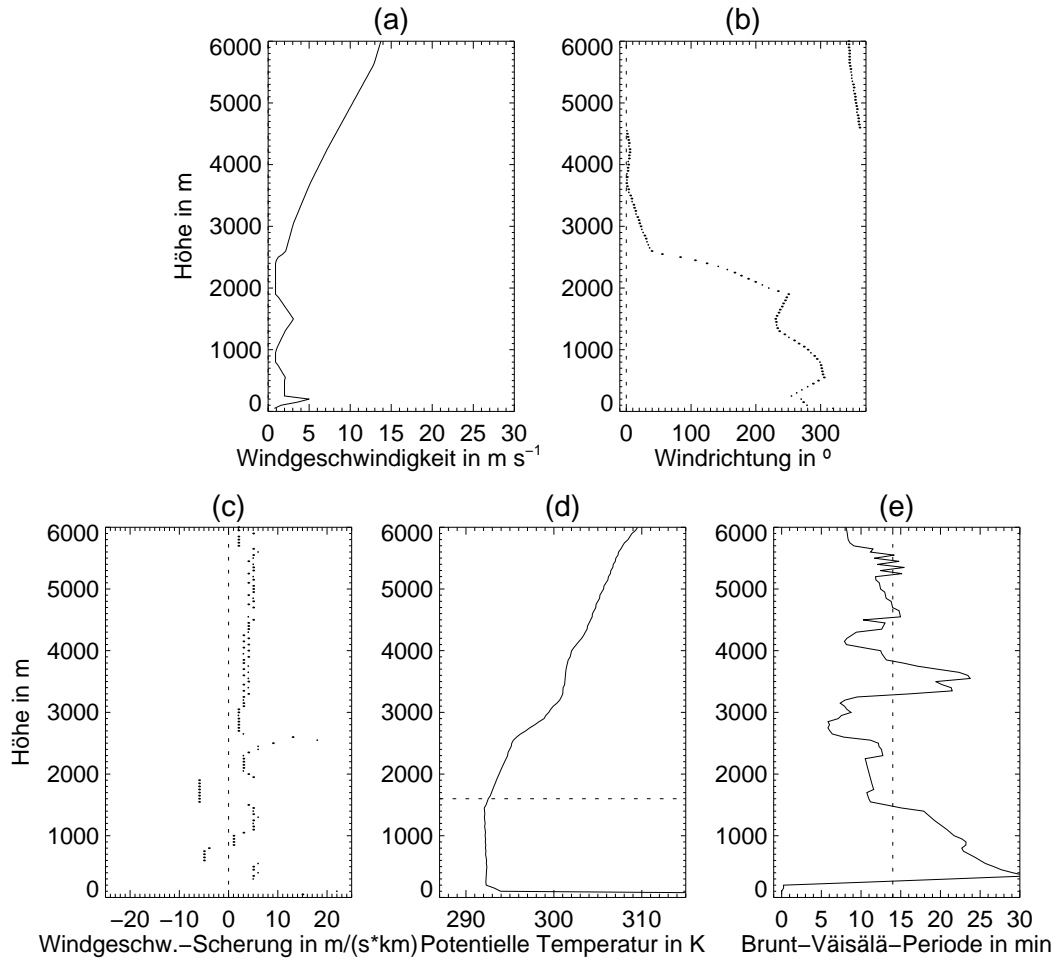 (a)
(b)
Höhe in m
6000
5000
4000
3000
2000
1000
0
6000
5000
4000
3000
2000
1000
0
0 5 10 15 20 25 30
0 100 200 300
Windgeschwindigkeit in m s⁻¹
Windrichtung in º
(c)
(d)
(e)
Höhe in m
6000
5000
4000
3000
2000
1000
0
6000
5000
4000
3000
2000
1000
0
6000
5000
4000
3000
2000
1000
0
−20 −10 0 10 20
290 300 310
0 5 10 15 20 25 30
Windgeschw.−Scherung in m/(s*km)
Potentielle Temperatur in K
Brunt−Väisälä−Periode in min